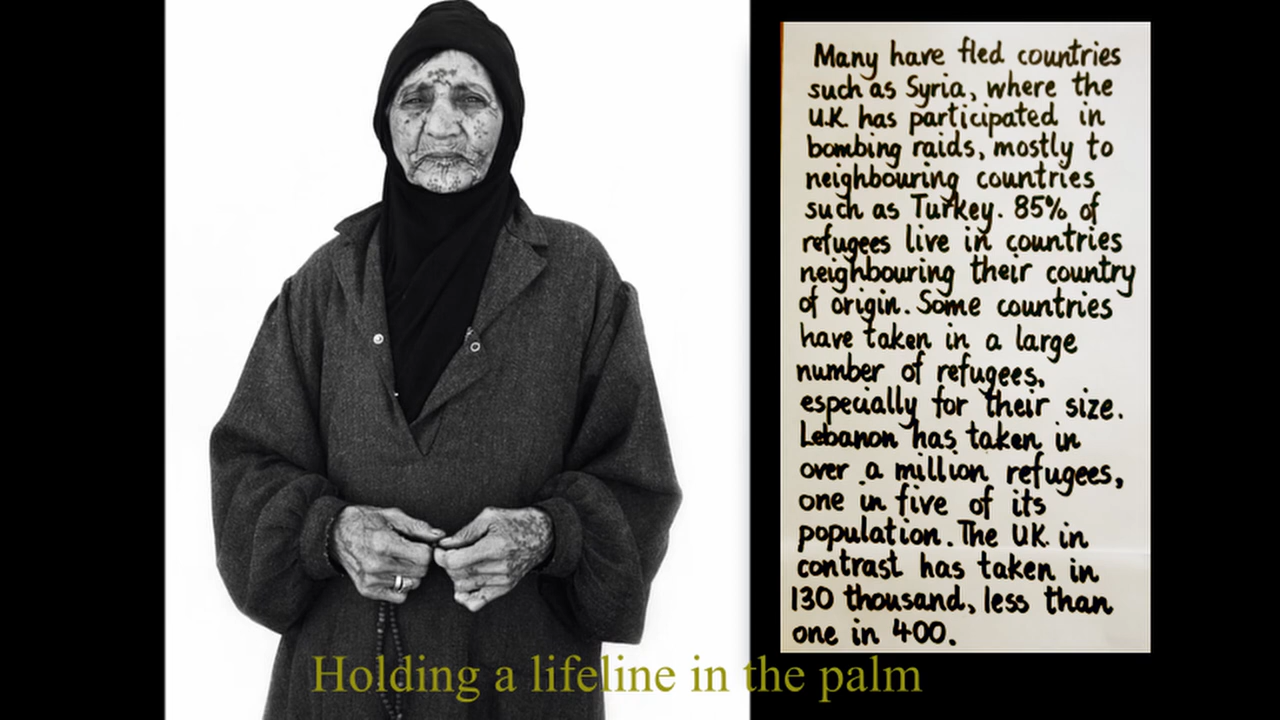 Many have fled countries
such as Syria, where the
U.K. has participated in
bombing raids, mostly to
neighbouring countries
such as Turkey. 85% of
refugees live in countries
neighbouring their country
of origin. Some countries
have taken in a large
number of refugees,
especially for their size.
Lebanon has taken in
over a million refugees,
one in five of its
population. The U.K. in
contrast has taken in
130 thousand, less than
one in 400.
Holding a lifeline in the palm